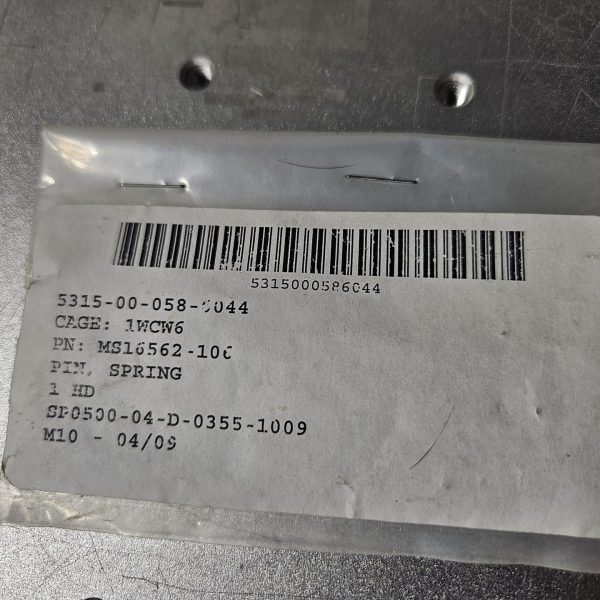 5315000586044
5315-00-058-6044
CAGE: 1WCW6
PN: MS16562-106
PIN, SPRING
1 HD
SP0500-04-D-0355-1009
M10 - 04/09